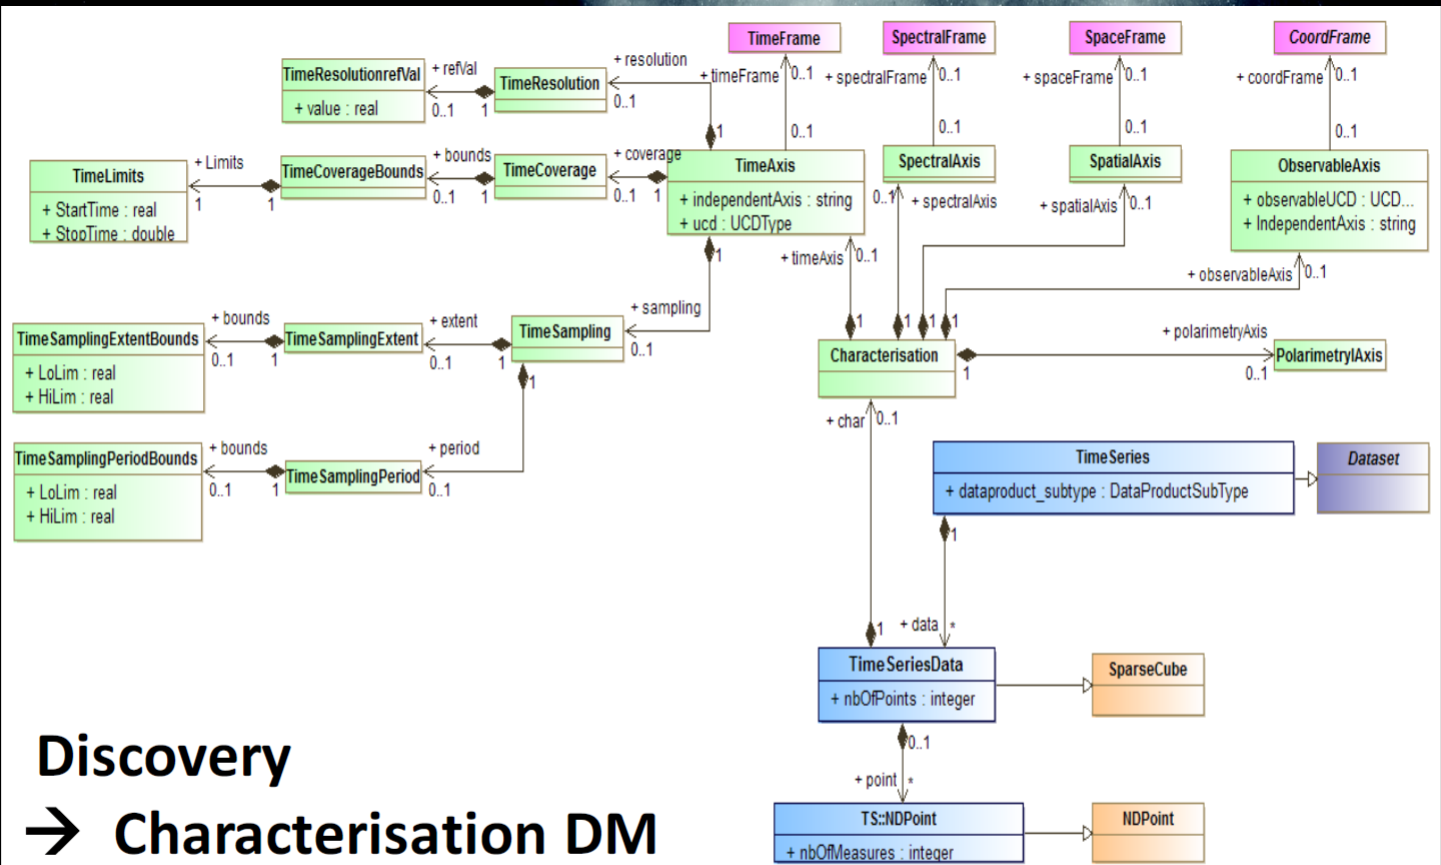 TimeFrame
SpectralFrame
SpaceFrame
CoordFrame
TimeResolutionrefVal
+ value : real
+ refVal
0..1
1
TimeResolution
+ resolution
0..1
1
+ timeFrame
0..1
0..1
+ spectralFrame
0..1
0..1
+ spaceFrame
0..1
0..1
+ coordFrame
0..1
0..1
TimeLimits
+ StartTime : real
+ StopTime : double
+ Limits
1
1
TimeCoverageBounds
+ bounds
0..1
1
TimeCoverage
+ coverage
0..1
1
TimeAxis
+ independentAxis : string
+ ucd : UCDType
SpectralAxis
SpatialAxis
ObservableAxis
+ observableUCD : UCD...
+ IndependentAxis : string
0..1
+ spectralAxis
+ spatialAxis
0..1
1
+ timeAxis
0..1
+ observableAxis
0..1
TimeSamplingExtentBounds
+ LoLim : real
+ HiLim : real
+ bounds
0..1
1
TimeSamplingExtent
+ extent
0..1
1
TimeSampling
+ sampling
0..1
1
1
1
1
1
Characterisation
+ polarimetryAxis
1
0..1
PolarimetrylAxis
1
TimeSamplingPeriodBounds
+ LoLim : real
+ HiLim : real
+ bounds
0..1
1
TimeSamplingPeriod
+ period
0..1
+ char
0..1
TimeSeries
+ dataproduct_subtype : DataProductSubType
Dataset
1
+ data
*
1
TimeSeriesData
+ nbOfPoints : integer
SparseCube
0..1
+ point
*
TS::NDPoint
+ nbOfMeasures : integer
NDPoint
Discovery
→ Characterisation DM